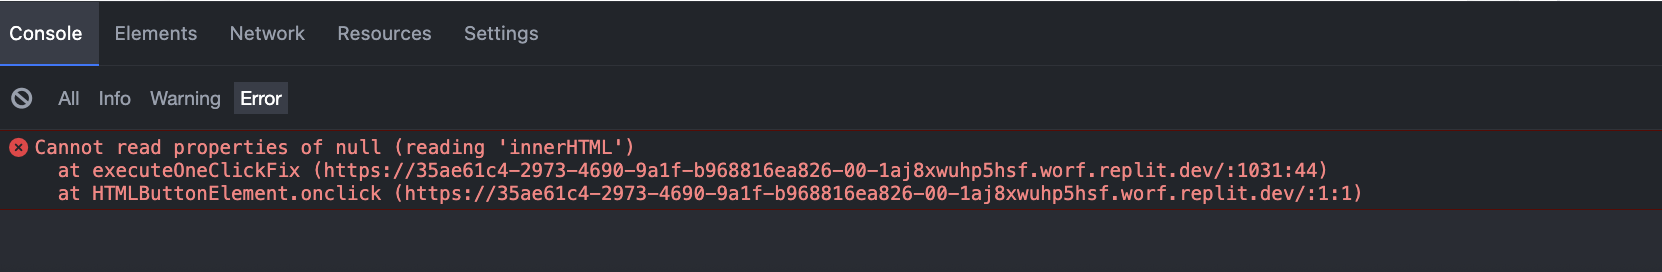 Console Elements Network Resources Settings
All Info Warning Error
Cannot read properties of null (reading 'innerHTML')
at executeOneClickFix (https://35ae61c4-2973-4690-9a1f-b968816ea826-00-1aj8xwuhp5hsf.worf.replit.dev/:1031:44)
at HTMLButtonElement.onclick (https://35ae61c4-2973-4690-9a1f-b968816ea826-00-1aj8xwuhp5hsf.worf.replit.dev/:1:1)